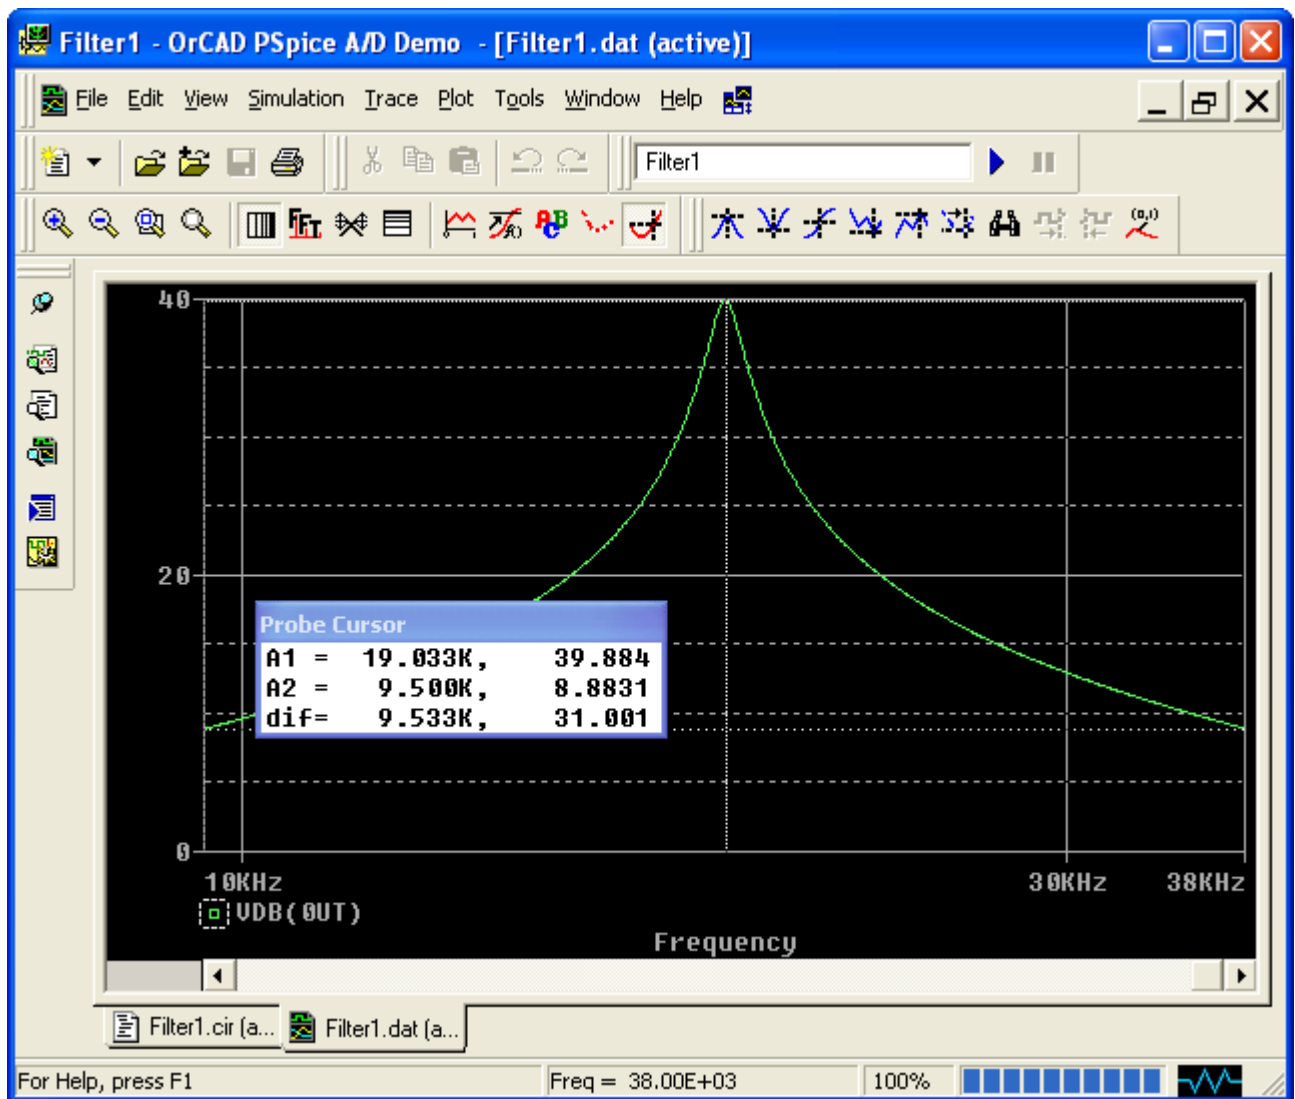 Filter1 - OrCAD PSpice A/D Demo - [Filter1.dat (active)]
File Edit View Simulation Trace Plot Tools Window Help
Filter1
40
20
0
Probe Cursor
A1 = 19.033K, 39.884
A2 = 9.500K, 8.8831
dif= 9.533K, 31.001
10KHz 30KHz 38KHz
VDB(OUT)
Frequency
Filter1.cir (a... Filter1.dat (a...
For Help, press F1 Freq = 38.00E+03 100%